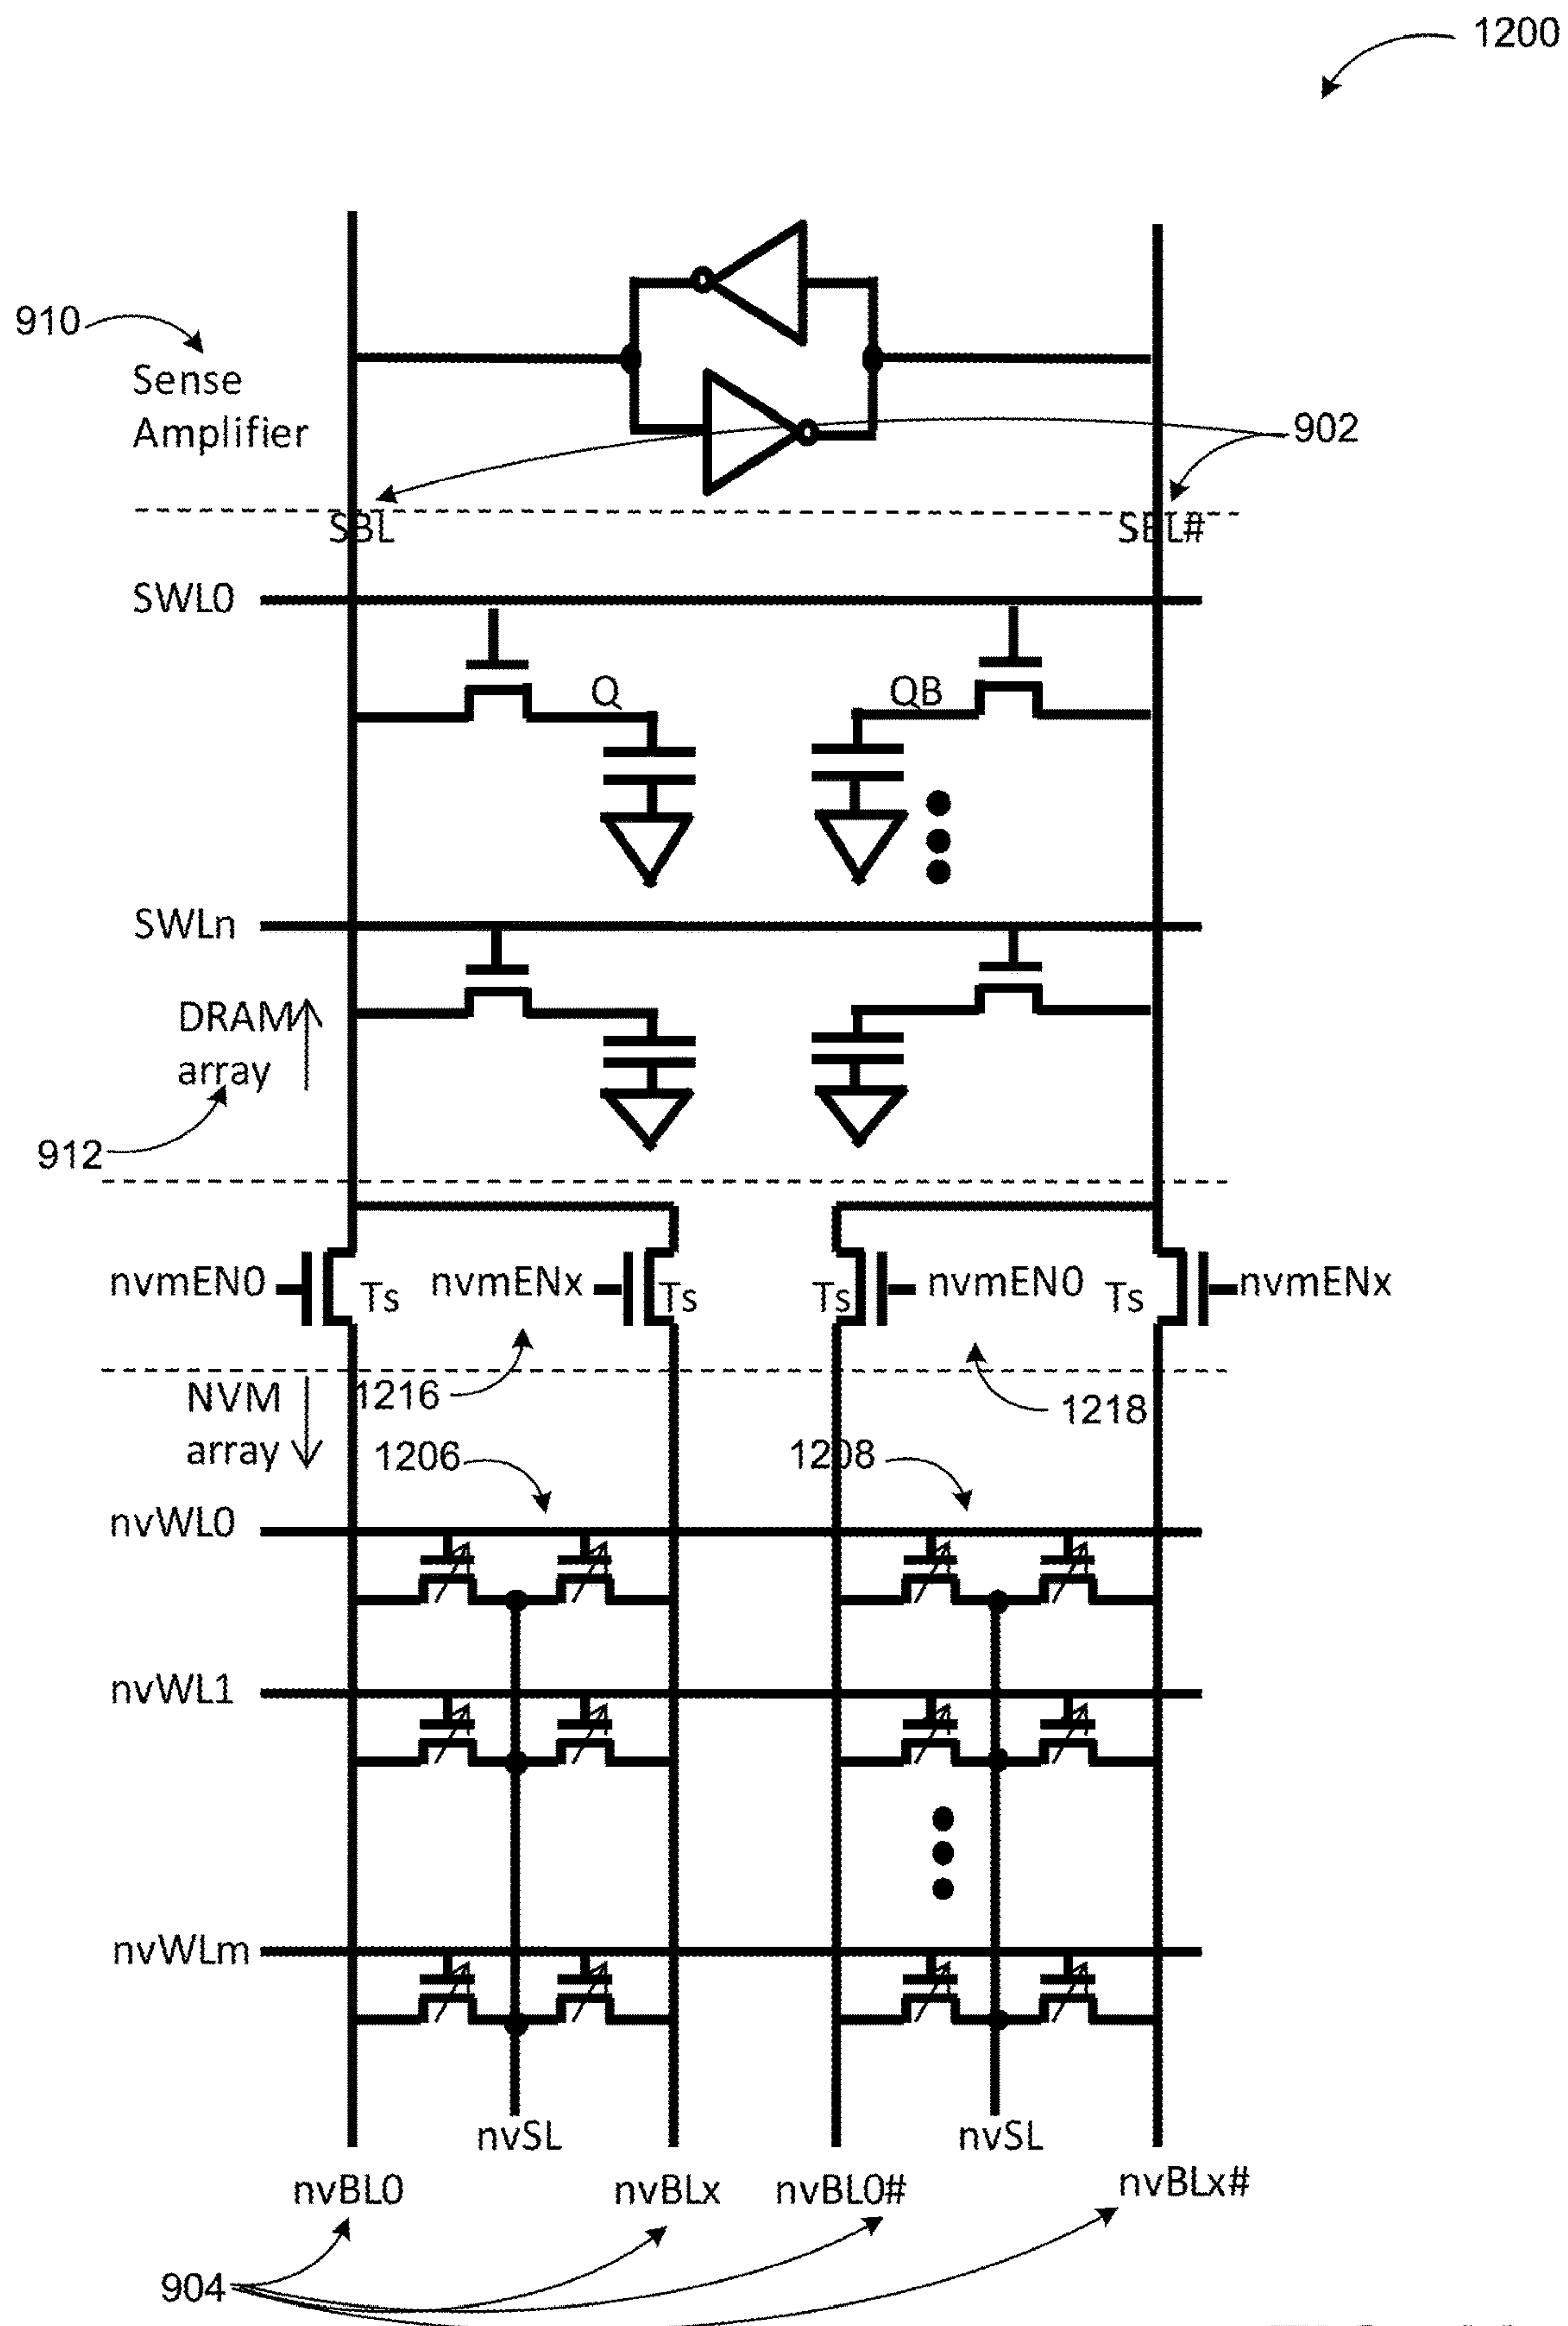 1200
910
Sense
Amplifier
902
SBL
SBL#
SWL0
Q
QB
SWLn
DRAM
array
912
nvmEN0
Ts
nvmENx
Ts
Ts
nvmEN0
Ts
nvmENx
NVM
array
1216
1218
1206
1208
nvWL0
nvWL1
nvWLm
nvSL
nvSL
nvBL0
nvBLx
nvBL0#
nvBLx#
904